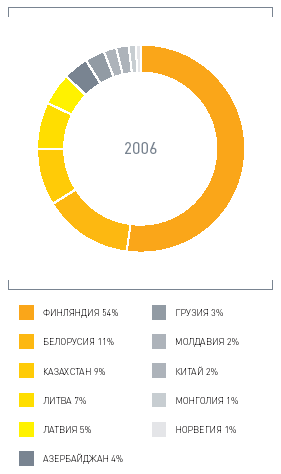 2006
ФИНЛЯНДИЯ 54%
БЕЛОРУСИЯ 11%
КАЗАХСТАН 9%
ЛИТВА 7%
ЛАТВИЯ 5%
АЗЕРБАЙДЖАН 4%
ГРУЗИЯ 3%
МОЛДАВИЯ 2%
КИТАЙ 2%
МОНГОЛИЯ 1%
НОРВЕГИЯ 1%